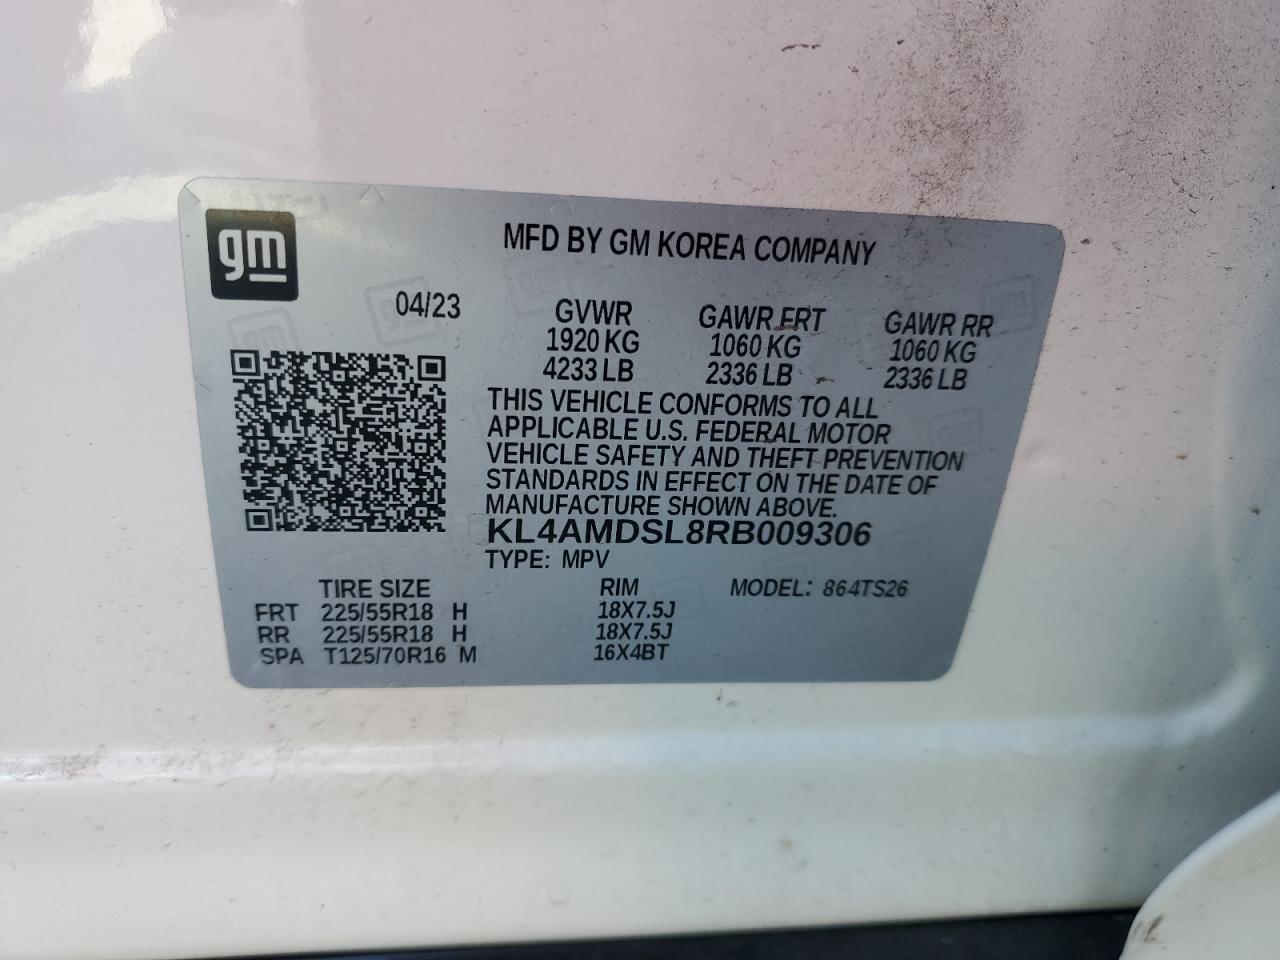 gm
MFD BY GM KOREA COMPANY
04/23 GVWR GAWR FRT GAWR RR
1920 KG 1060 KG 1060 KG
4233 LB 2336 LB 2336 LB
THIS VEHICLE CONFORMS TO ALL
APPLICABLE U.S. FEDERAL MOTOR
VEHICLE SAFETY AND THEFT PREVENTION
STANDARDS IN EFFECT ON THE DATE OF
MANUFACTURE SHOWN ABOVE.
KL4AMDSL8RB009306
TYPE: MPV
TIRE SIZE RIM MODEL: 864TS26
FRT 225/55R18 H 18X7.5J
RR 225/55R18 H 18X7.5J
SPA T125/70R16 M 16X4BT